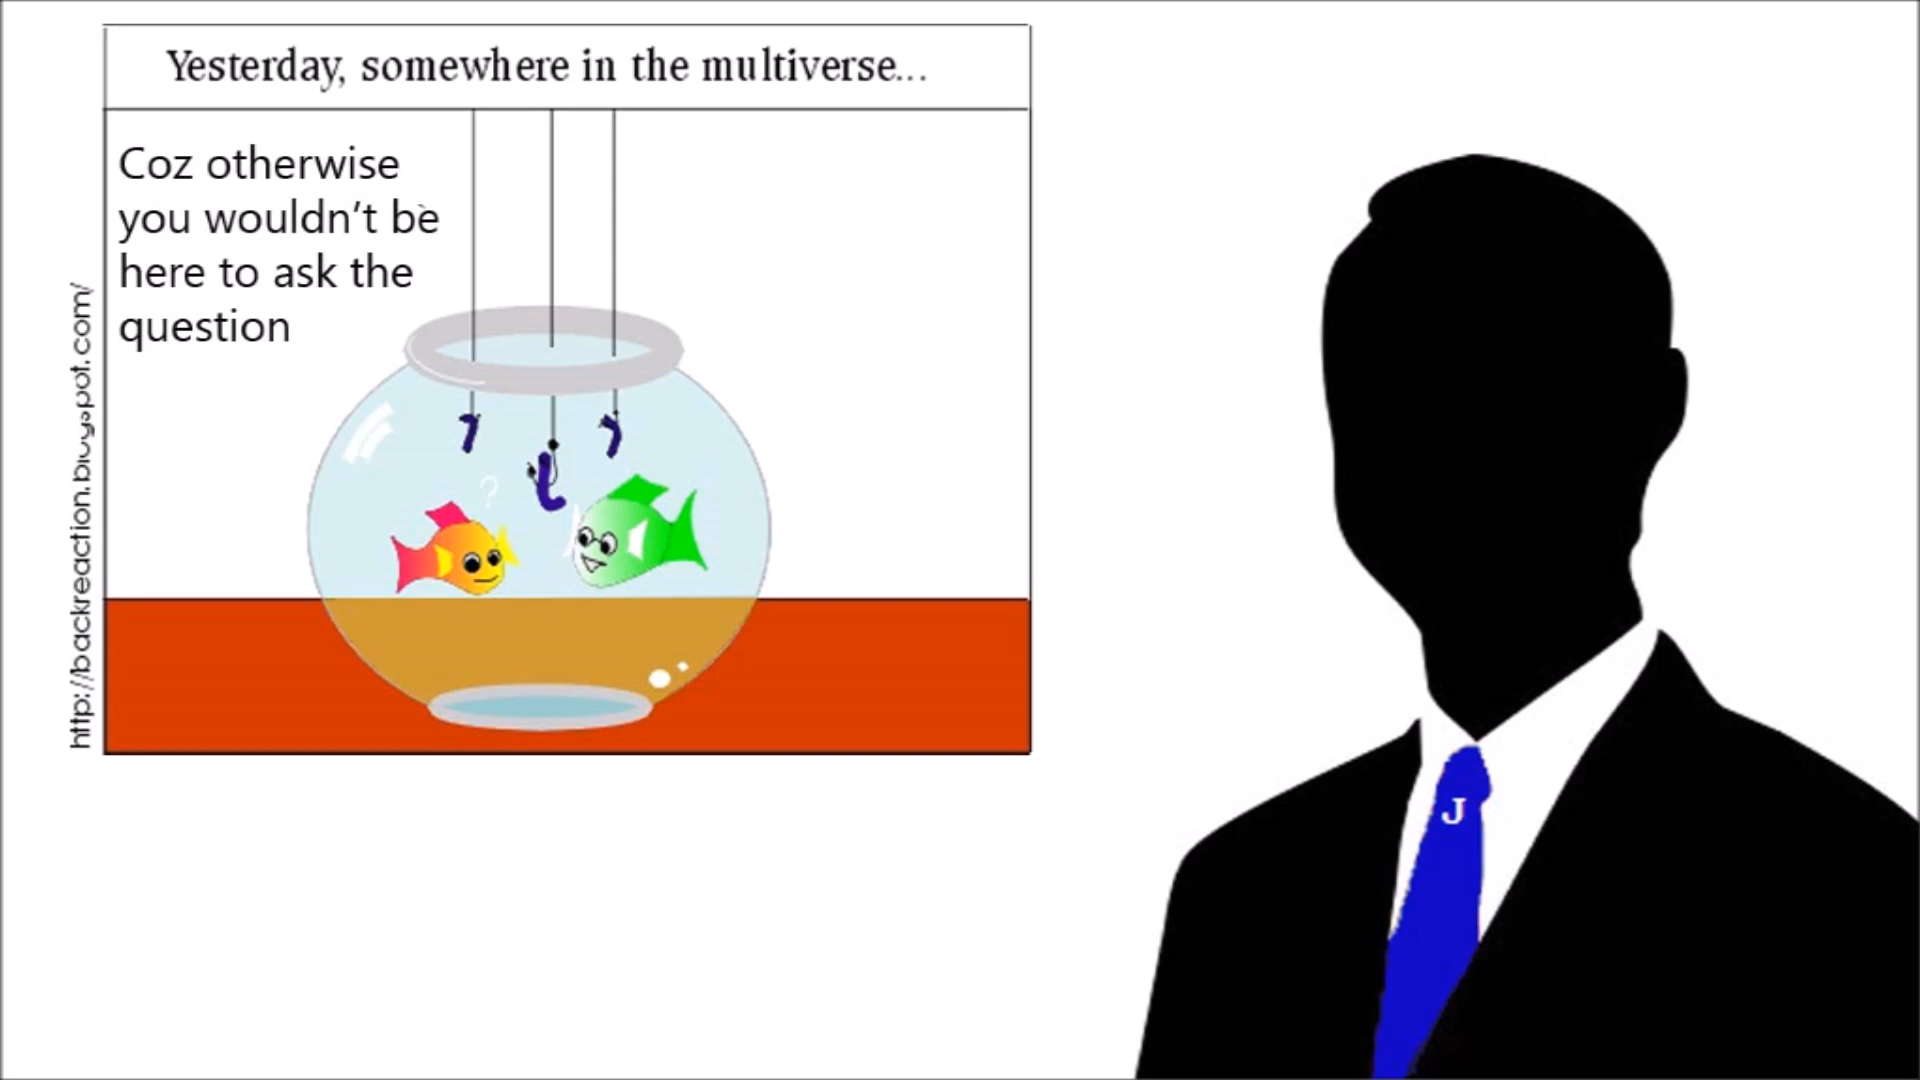 Yesterday, somewhere in the multiverse...
Coz otherwise
you wouldn't be
here to ask the
question
http://backreaction.blogspot.com/
?
J